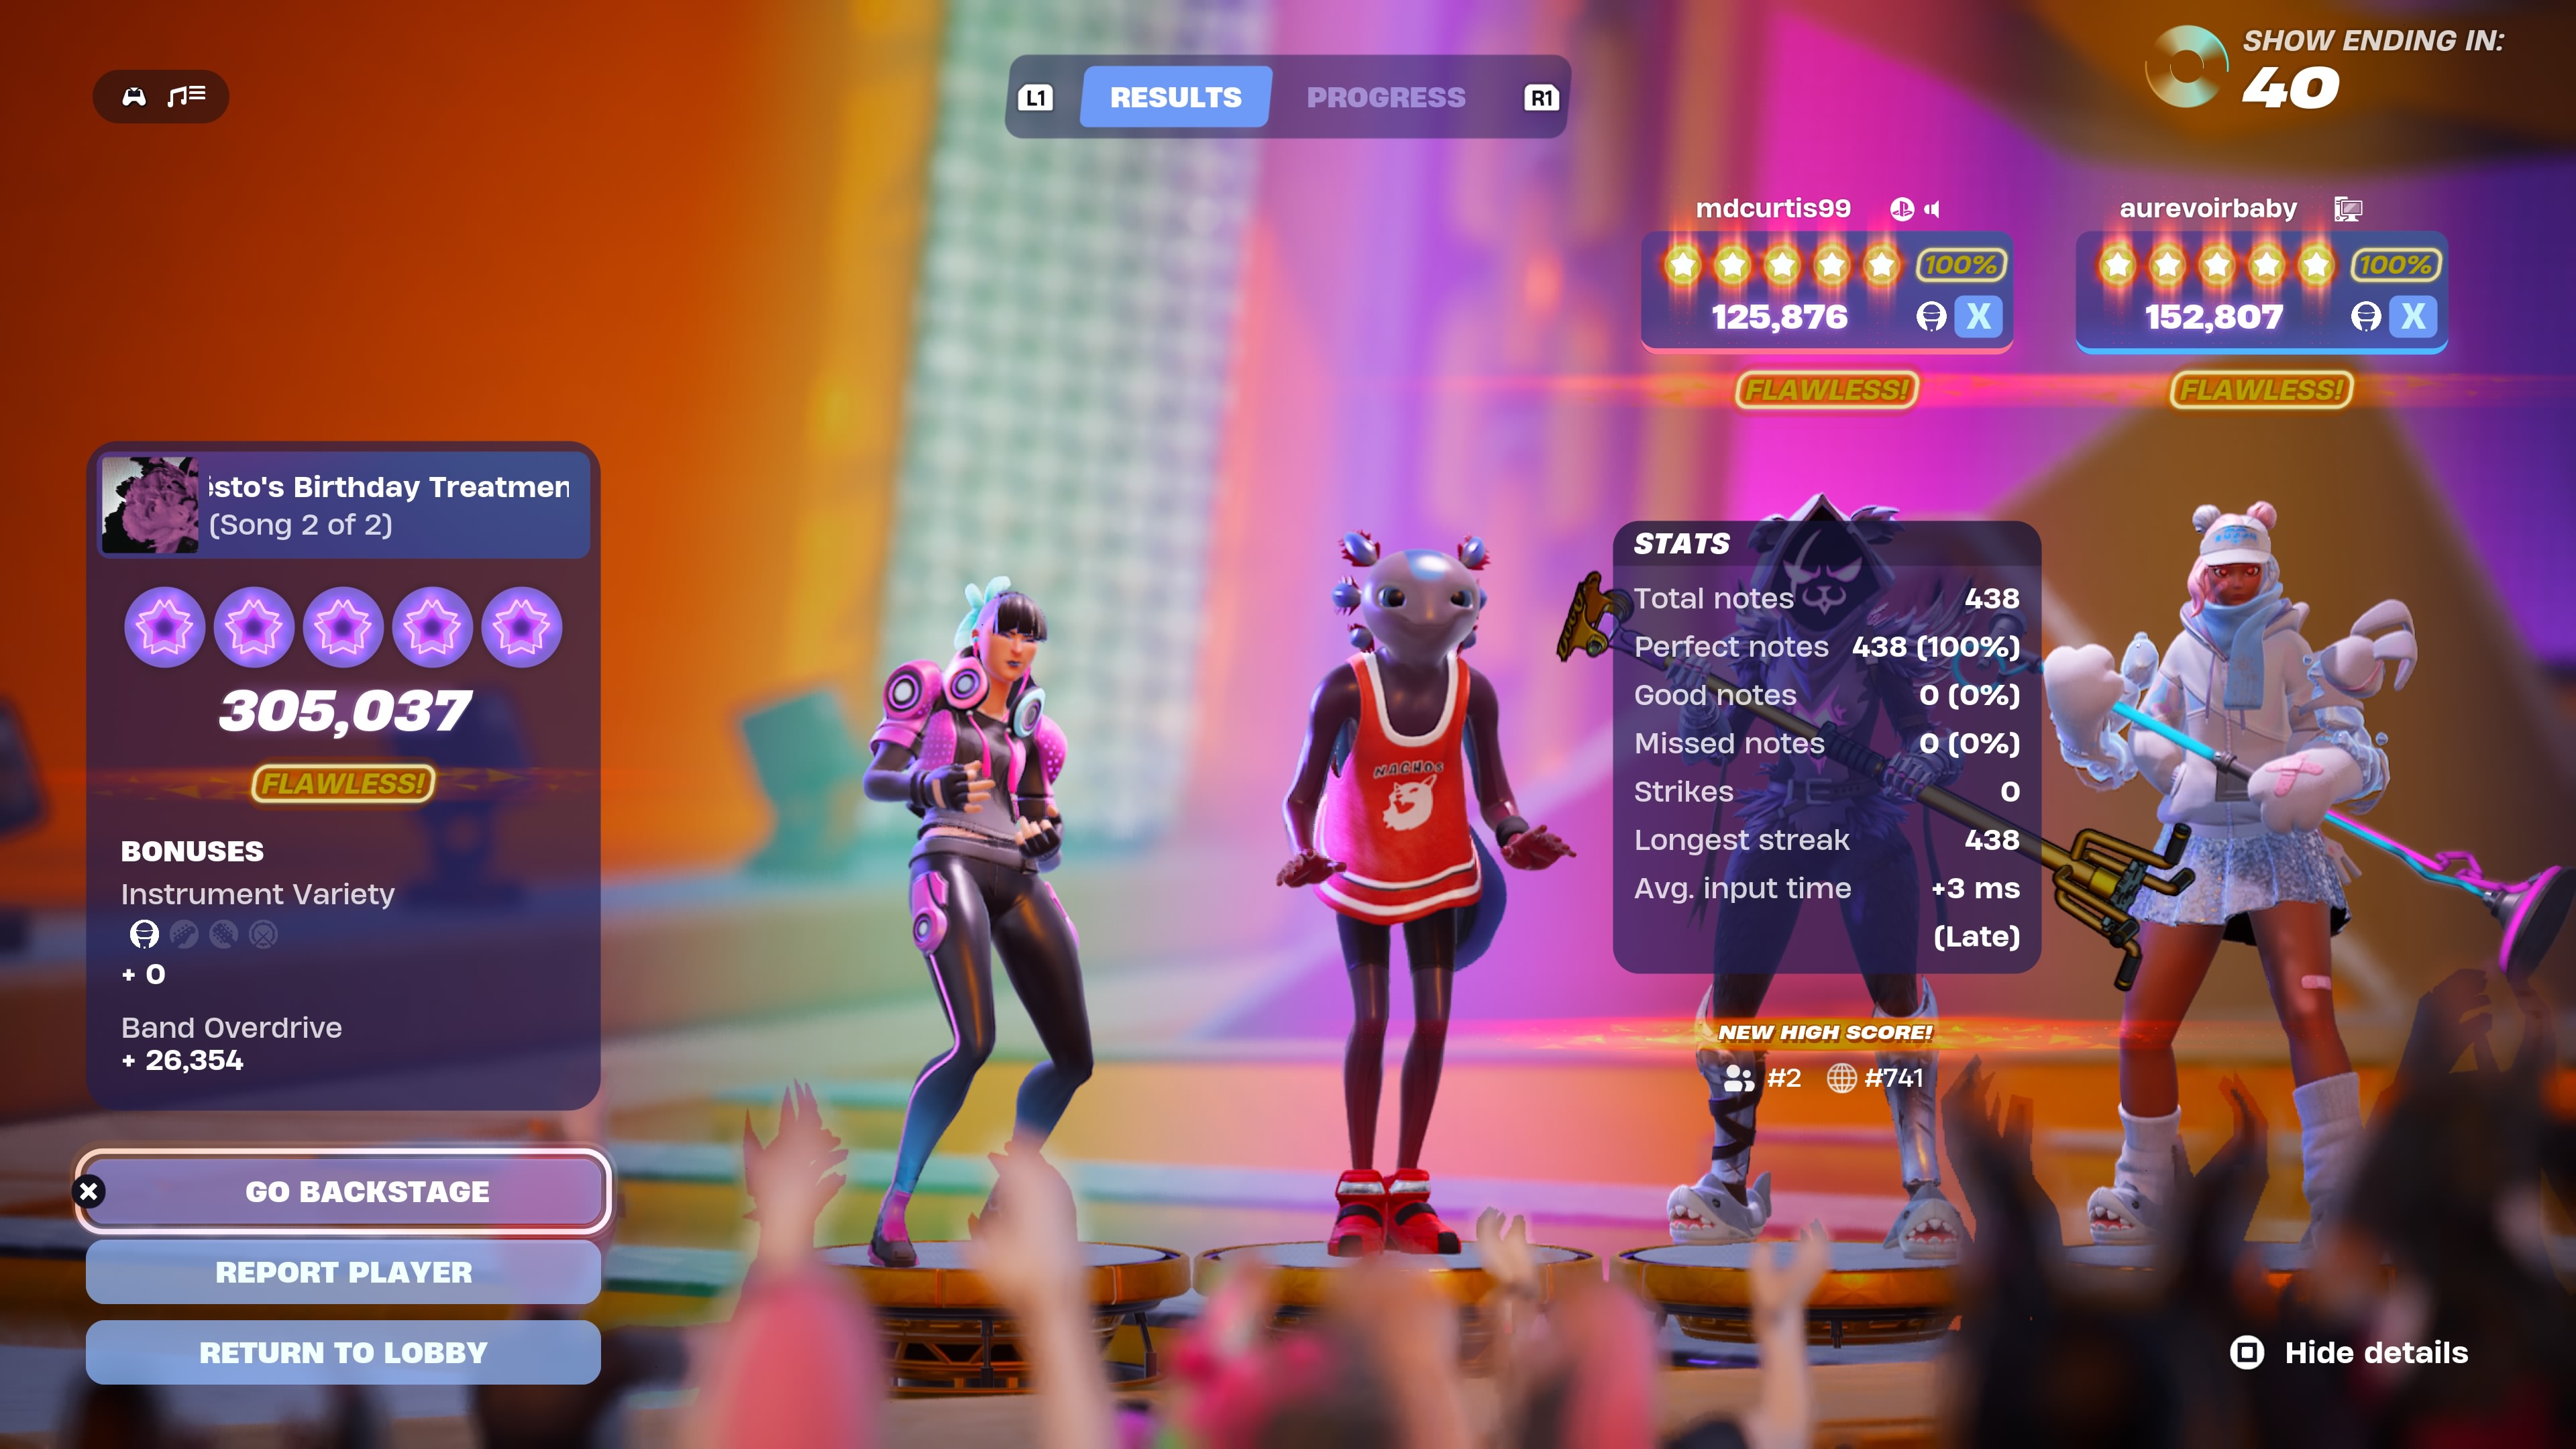 L1
RESULTS
PROGRESS
R1
SHOW ENDING IN:
40
mdcurtis99
100%
125,876
X
FLAWLESS!
aurevoirbaby
100%
152,807
X
FLAWLESS!
ësto's Birthday Treatmen
(Song 2 of 2)
305,037
FLAWLESS!
BONUSES
Instrument Variety
+ 0
Band Overdrive
+ 26,354
GO BACKSTAGE
REPORT PLAYER
RETURN TO LOBBY
NACHOS
STATS
Total notes 438
Perfect notes 438 (100%)
Good notes 0 (0%)
Missed notes 0 (0%)
Strikes 0
Longest streak 438
Avg. input time +3 ms
(Late)
NEW HIGH SCORE!
#2 #741
Hide details